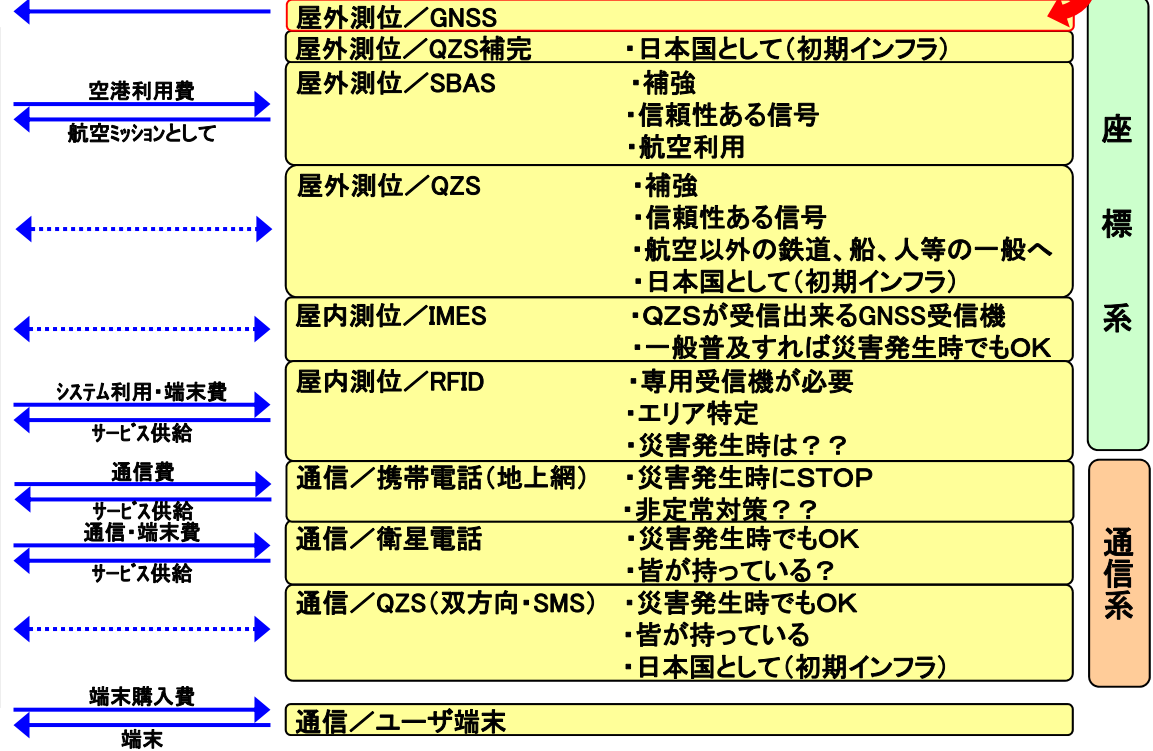 屋外測位／GNSS
屋外測位／QZS補完 ・日本国として（初期インフラ）
屋外測位／SBAS ・補強
・信頼性ある信号
・航空利用
空港利用費
航空ﾐｯｼｮﾝとして
屋外測位／QZS ・補強
・信頼性ある信号
・航空以外の鉄道、船、人等の一般へ
・日本国として（初期インフラ）
屋内測位／IMES ・QZSが受信出来るGNSS受信機
・一般普及すれば災害発生時でもOK
屋内測位／RFID ・専用受信機が必要
・エリア特定
・災害発生時は？？
ｼｽﾃﾑ利用・端末費
ｻｰﾋﾞｽ供給
座標系
通信／携帯電話（地上網） ・災害発生時にSTOP
・非定常対策？？
通信費
ｻｰﾋﾞｽ供給
通信／衛星電話 ・災害発生時でもOK
・皆が持っている？
通信・端末費
ｻｰﾋﾞｽ供給
通信／QZS（双方向・SMS） ・災害発生時でもOK
・皆が持っている
・日本国として（初期インフラ）
通信系
端末購入費
端末
通信／ユーザ端末